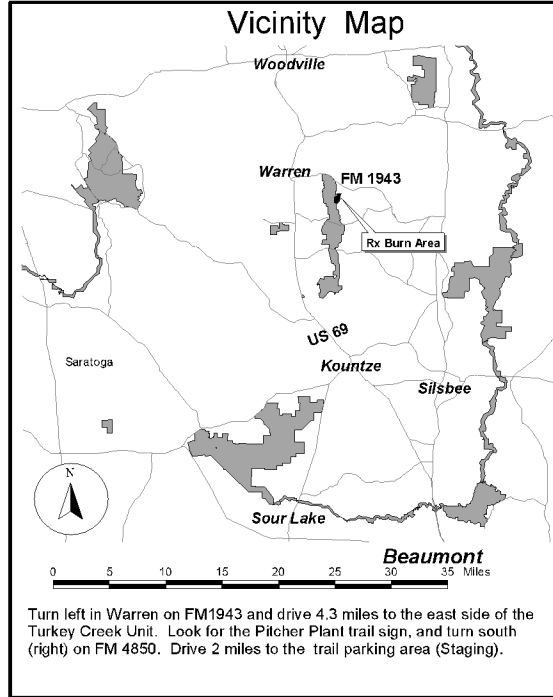 Vicinity Map
Woodville
Warren
FM 1943
Rx Burn Area
US 69
Saratoga
Kountze
Silsbee
N
Sour Lake
Beaumont
0 5 10 15 20 25 30 35 Miles
Turn left in Warren on FM1943 and drive 4.3 miles to the east side of the
Turkey Creek Unit. Look for the Pitcher Plant trail sign, and turn south
(right) on FM 4850. Drive 2 miles to the trail parking area (Staging).